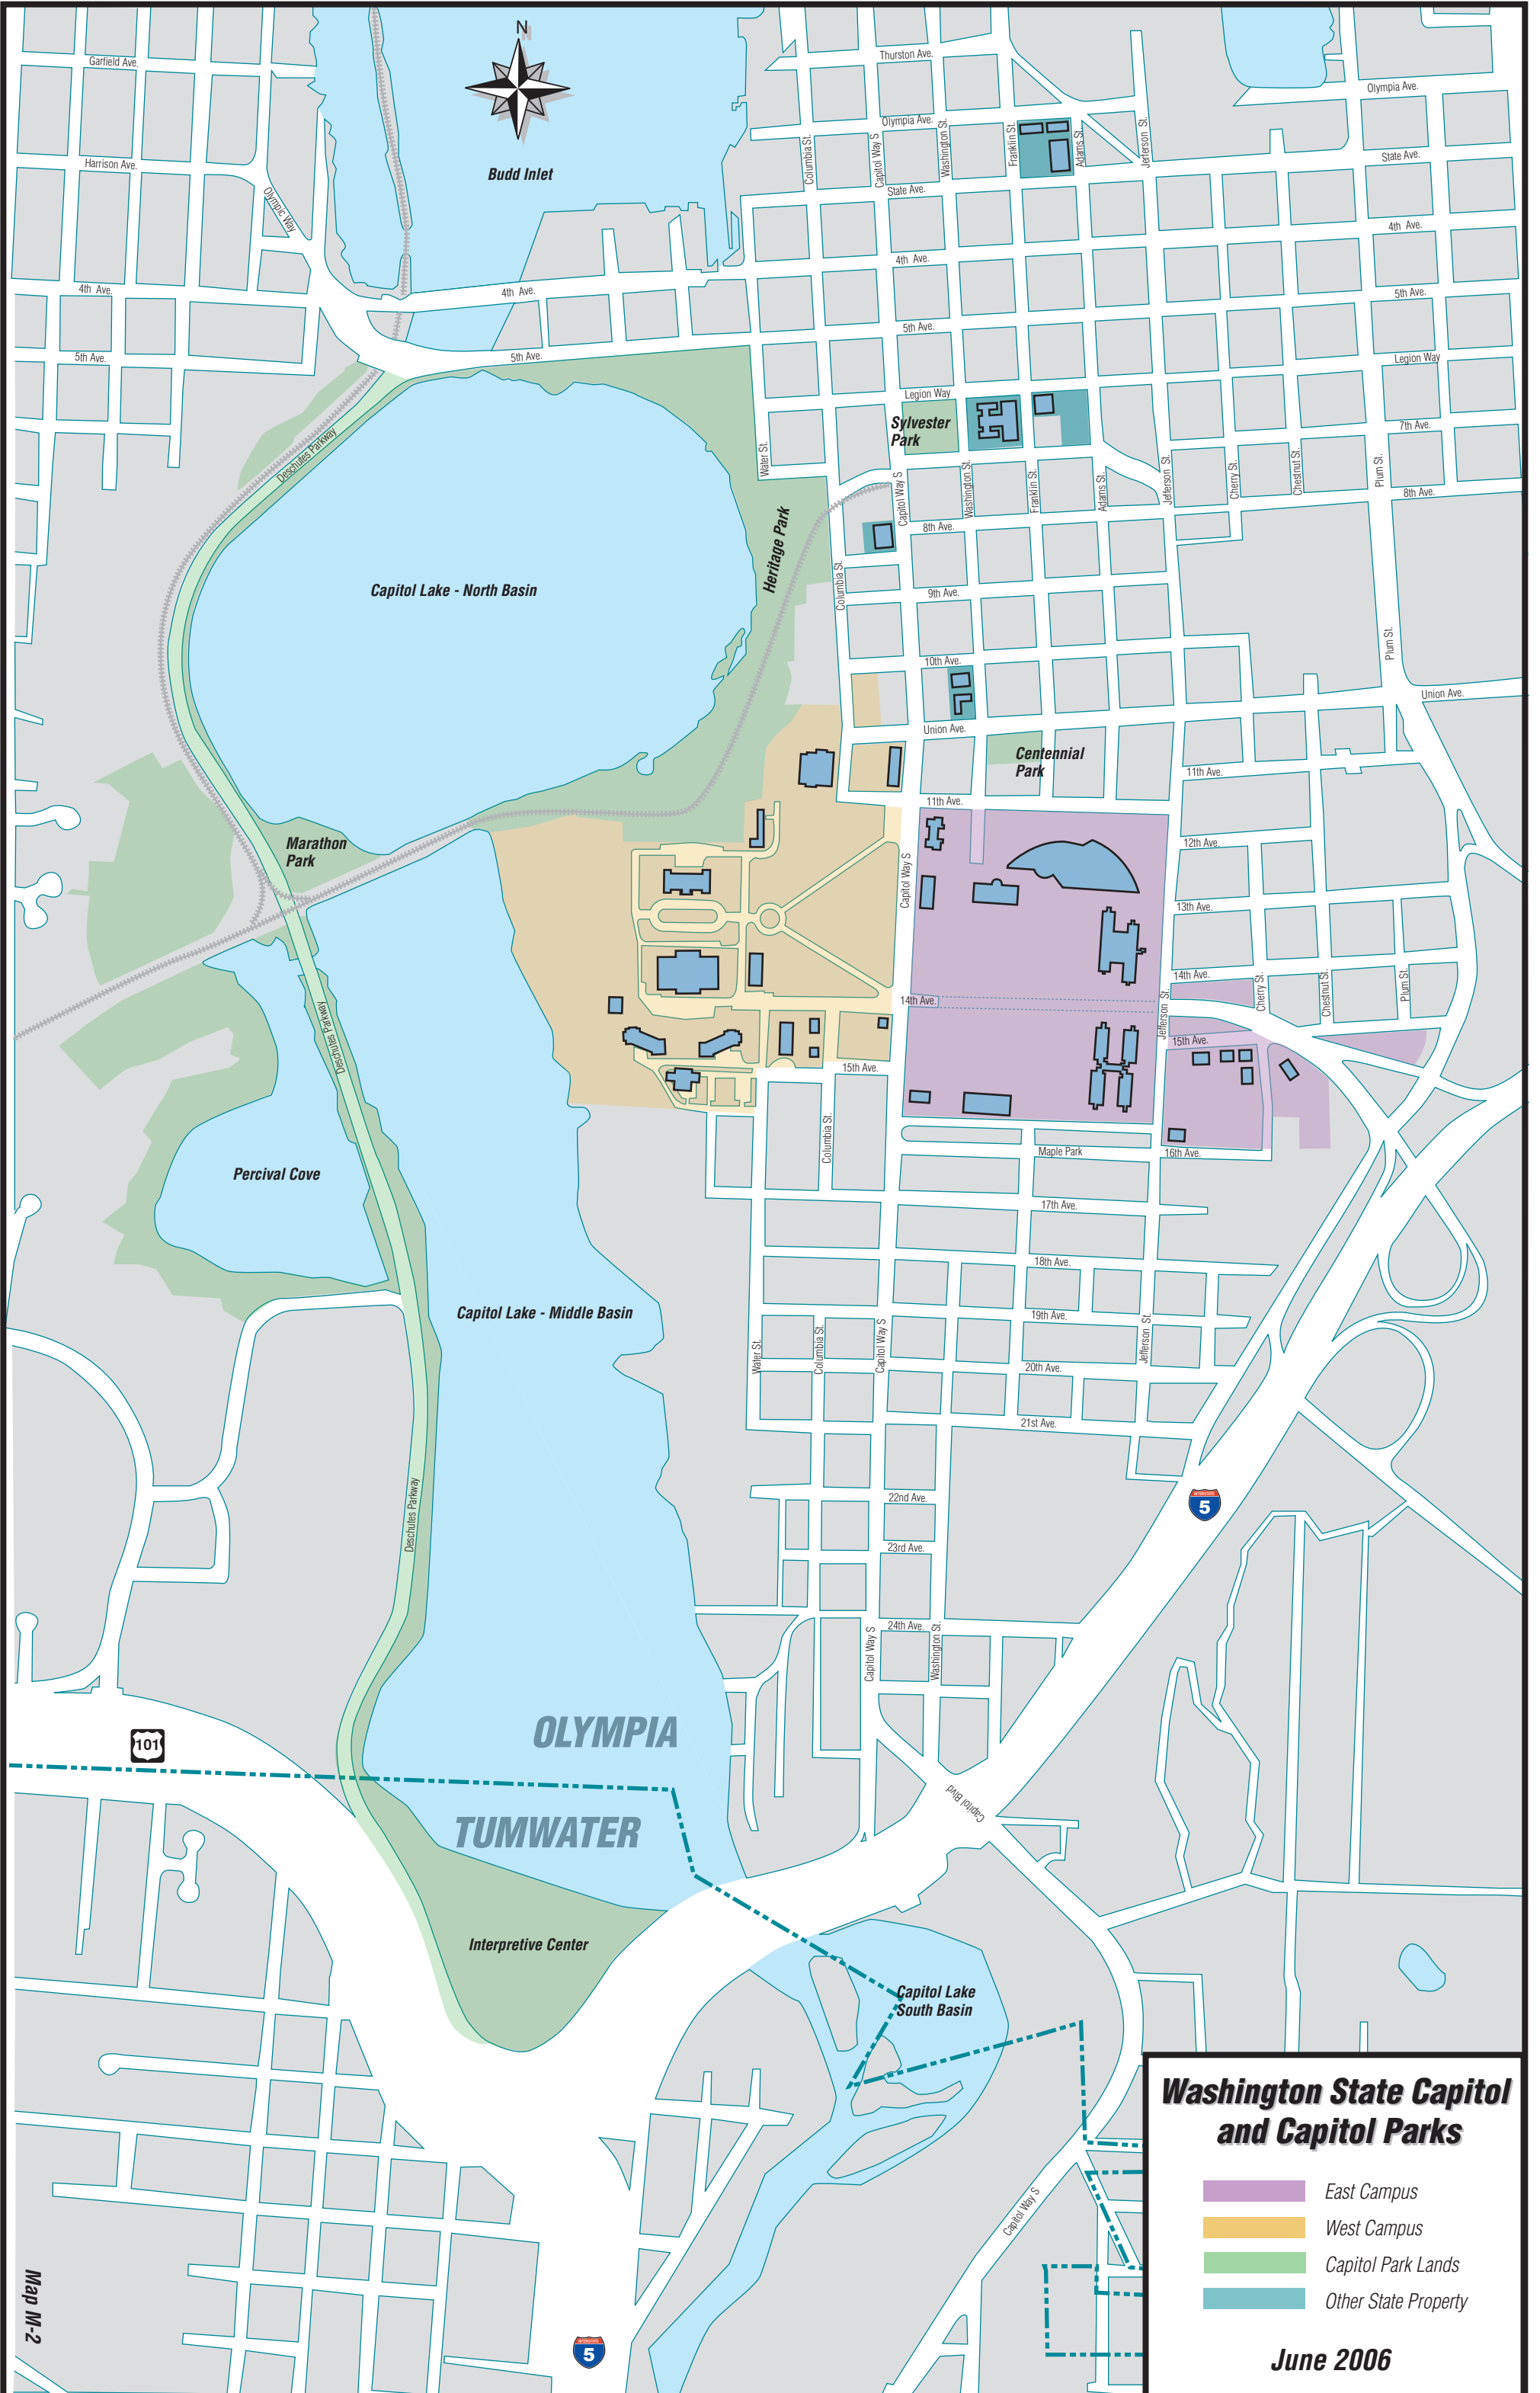 N
Thurston Ave.
Garfield Ave.
Olympia Ave.
Olympia Ave.
Columbia St.
Capitol Way S
Washington St.
Franklin St.
Adams St.
Jefferson St.
Harrison Ave.
Budd Inlet
State Ave.
State Ave.
Olympic Way
4th Ave.
4th Ave.
4th Ave.
4th Ave.
5th Ave.
5th Ave.
5th Ave.
5th Ave.
Legion Way
Legion Way
Sylvester
Park
7th Ave.
Deschutes Parkway
Water St.
Capitol Way S
Washington St.
Franklin St.
Adams St.
Jefferson St.
Cherry St.
Chestnut St.
Plum St.
8th Ave.
8th Ave.
Heritage Park
Columbia St.
Capitol Lake - North Basin
9th Ave.
Plum St.
10th Ave.
Union Ave.
Union Ave.
Centennial
Park
11th Ave.
11th Ave.
Marathon
Park
12th Ave.
Capitol Way S
13th Ave.
14th Ave.
14th Ave.
Cherry St.
Chestnut St.
Plum St.
Jefferson St.
Deschutes Parkway
15th Ave.
15th Ave.
Columbia St.
Maple Park
16th Ave.
Percival Cove
17th Ave.
18th Ave.
Capitol Lake - Middle Basin
19th Ave.
Water St.
Columbia St.
Capitol Way S
Jefferson St.
20th Ave.
21st Ave.
Deschutes Parkway
22nd Ave.
INTERSTATE
5
23rd Ave.
24th Ave.
Capitol Way S
Washington St.
OLYMPIA
101
Capitol Blvd
TUMWATER
Interpretive Center
Capitol Lake
South Basin
Capitol Way S
Washington State Capitol
and Capitol Parks
East Campus
West Campus
Capitol Park Lands
Other State Property
June 2006
Map M-2
INTERSTATE
5